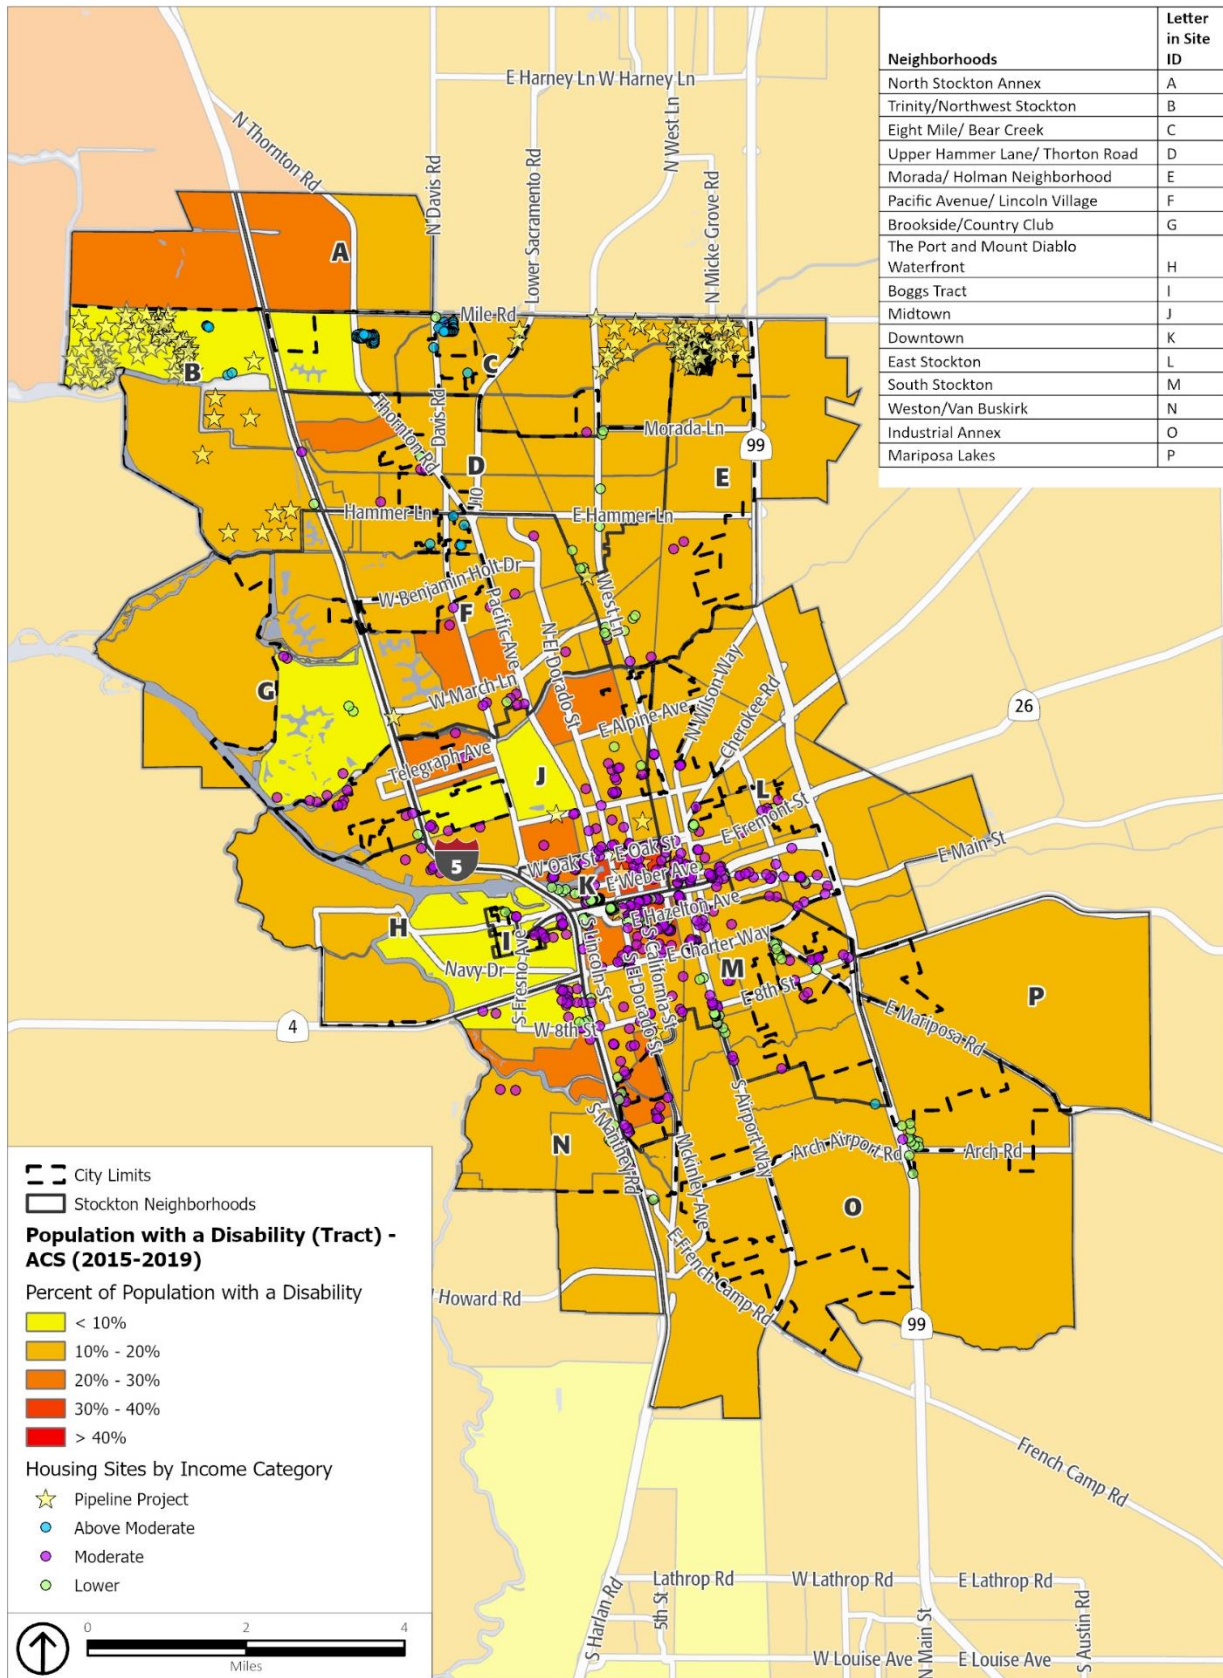 Neighborhoods
Letter
in Site
ID
North Stockton Annex A
Trinity/Northwest Stockton B
Eight Mile/ Bear Creek C
Upper Hammer Lane/ Thorton Road D
Morada/ Holman Neighborhood E
Pacific Avenue/ Lincoln Village F
Brookside/Country Club G
The Port and Mount Diablo
Waterfront H
Boggs Tract I
Midtown J
Downtown K
East Stockton L
South Stockton M
Weston/Van Buskirk N
Industrial Annex O
Mariposa Lakes P
E Harney Ln
W Harney Ln
N Thornton Rd
N Davis Rd
Lower Sacramento Rd
N West Ln
N Micke Grove Rd
A
Mile Rd
B
C
Thornton Rd
Davis Rd
Morada Ln
99
D
J10
E
Hammer Ln
E Hammer Ln
W Benjamin Holt Dr
F
Pacific Ave
N El Dorado St
West Ln
N Wilson Way
Cherokee Rd
G
W March Ln
E Alpine Ave
26
Telegraph Ave
J
L
E Fremont St
E Main St
5
W Oak St
E Oak St
K
E Weber Ave
E Hazelton Ave
H
I
S Fresno Ave
S Lincoln St
S El Dorado St
S California St
E Charter Way
M
Navy Dr
E 8th St
P
4
W 8th St
E Mariposa Rd
N
S Manthey Rd
Mckinley Ave
S Airport Way
Arch Airport Rd
Arch Rd
O
E French Camp Rd
Howard Rd
99
French Camp Rd
S Harlan Rd
Lathrop Rd
W Lathrop Rd
E Lathrop Rd
5th St
N Main St
S Austin Rd
W Louise Ave
E Louise Ave
City Limits
Stockton Neighborhoods
Population with a Disability (Tract) -
ACS (2015-2019)
Percent of Population with a Disability
< 10%
10% - 20%
20% - 30%
30% - 40%
> 40%
Housing Sites by Income Category
Pipeline Project
Above Moderate
Moderate
Lower
0 2 4
Miles